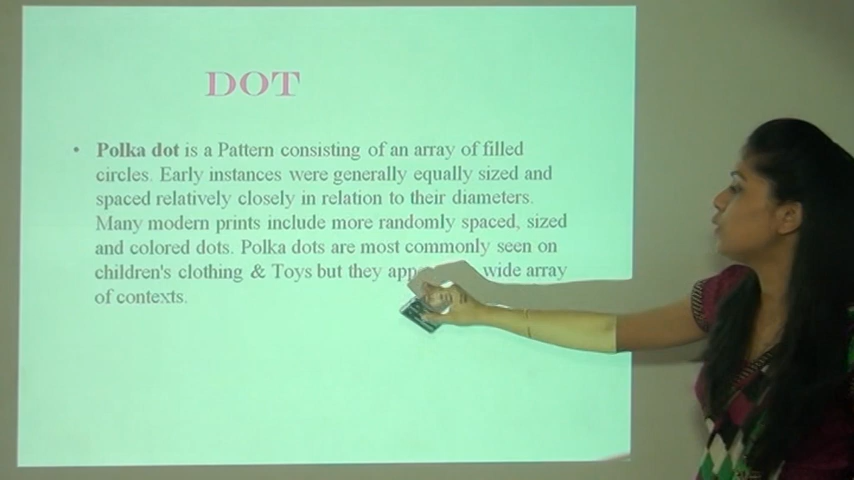 DOT
• Polka dot is a Pattern consisting of an array of filled
circles. Early instances were generally equally sized and
spaced relatively closely in relation to their diameters.
Many modern prints include more randomly spaced, sized
and colored dots. Polka dots are most commonly seen on
children's clothing & Toys but they wide array
of contexts.